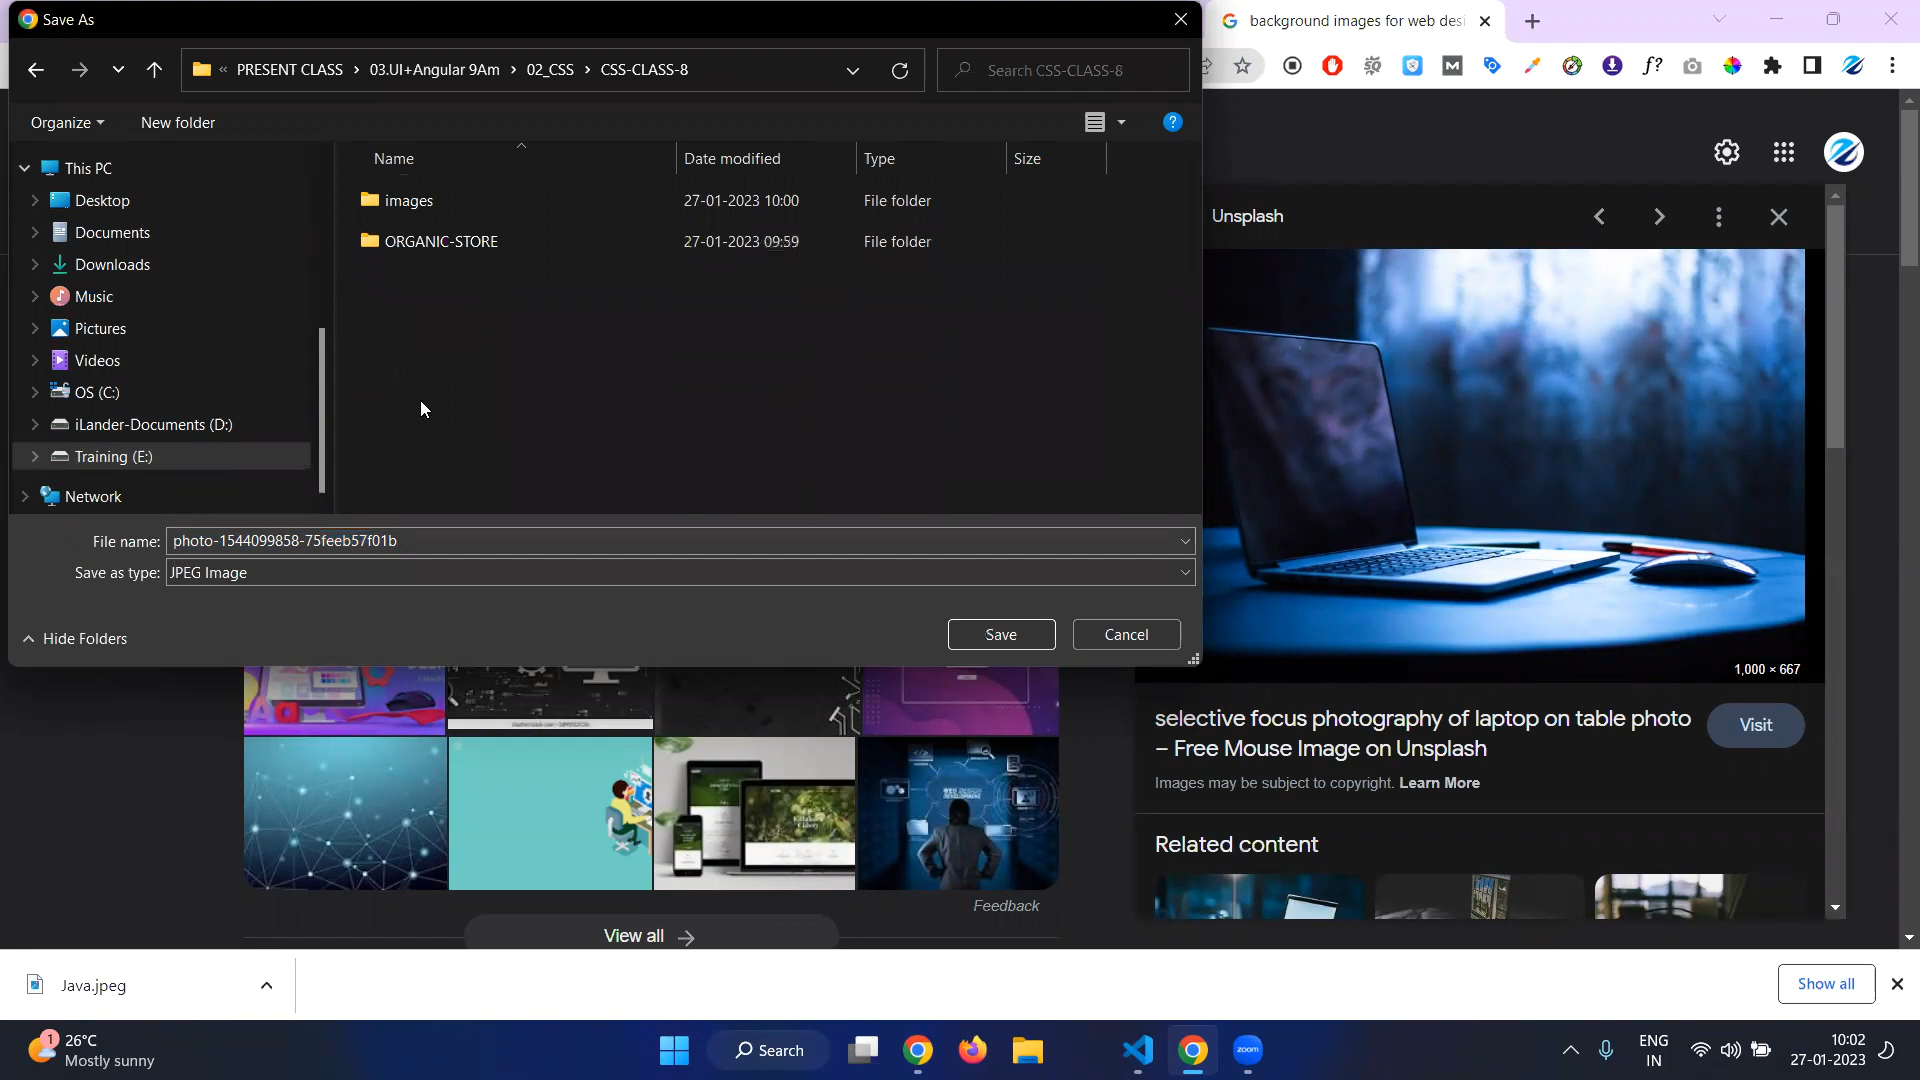 Save As
background images for web desi
« PRESENT CLASS > 03.UI+Angular 9Am > 02_CSS > CSS-CLASS-8
Search CSS-CLASS-8
Organize
New folder
Name
Date modified
Type
Size
This PC
Desktop
Documents
Downloads
Music
Pictures
Videos
OS (C:)
iLander-Documents (D:)
Training (E:)
Network
images 27-01-2023 10:00 File folder
ORGANIC-STORE 27-01-2023 09:59 File folder
File name: photo-1544099858-75feeb57f01b
Save as type: JPEG Image
Hide Folders
Save
Cancel
Unsplash
1,000 × 667
selective focus photography of laptop on table photo
– Free Mouse Image on Unsplash
Visit
Images may be subject to copyright. Learn More
Related content
Feedback
View all
Java.jpeg
Show all
1
26°C
Mostly sunny
Search
zoom
ENG
IN
10:02
27-01-2023